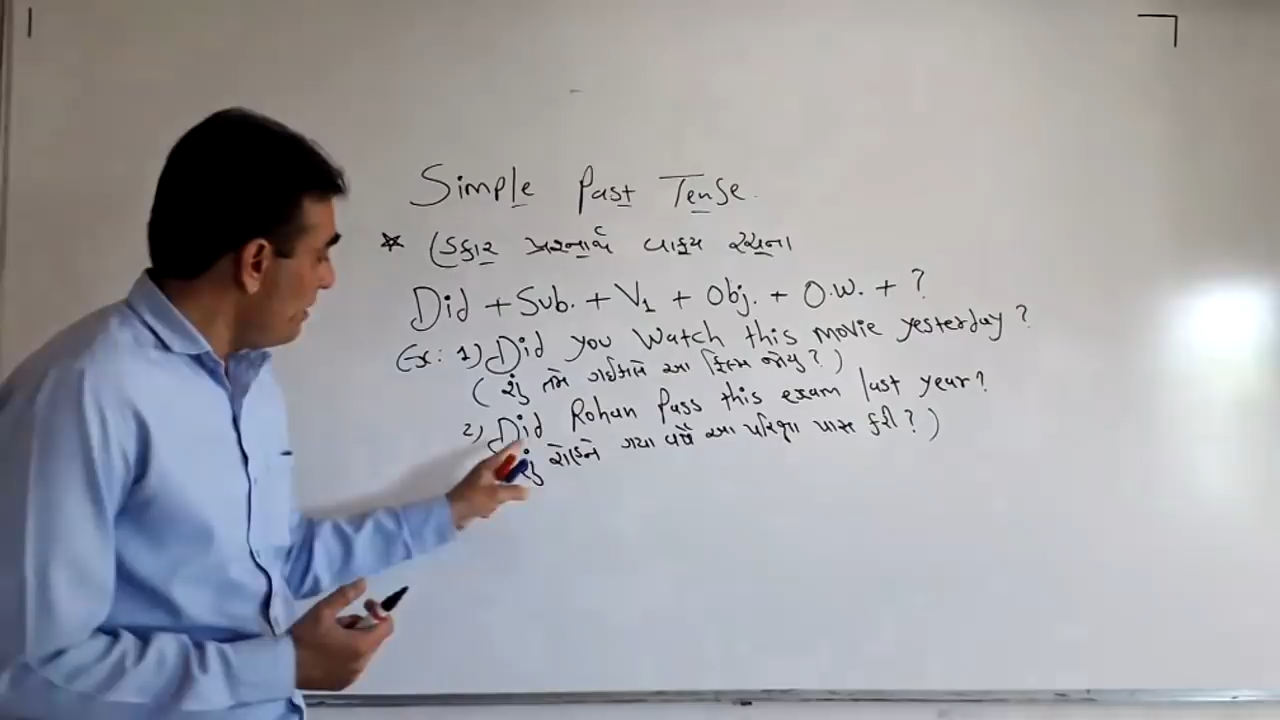 Simple Past Tense.
☆ હકાર પ્રશ્નાર્થ વાક્ય રચના
Did + Sub. + V1 + Obj. + O.W. + ?
Ex: 1) Did you Watch this movie yesterday?
(શું તમે ગઈકાલે આ ફિલ્મ જોયુ?)
2) Did Rohan Pass this exam last year?
શું રોહને ગયા વર્ષે આ પરિક્ષા પાસ કરી?)